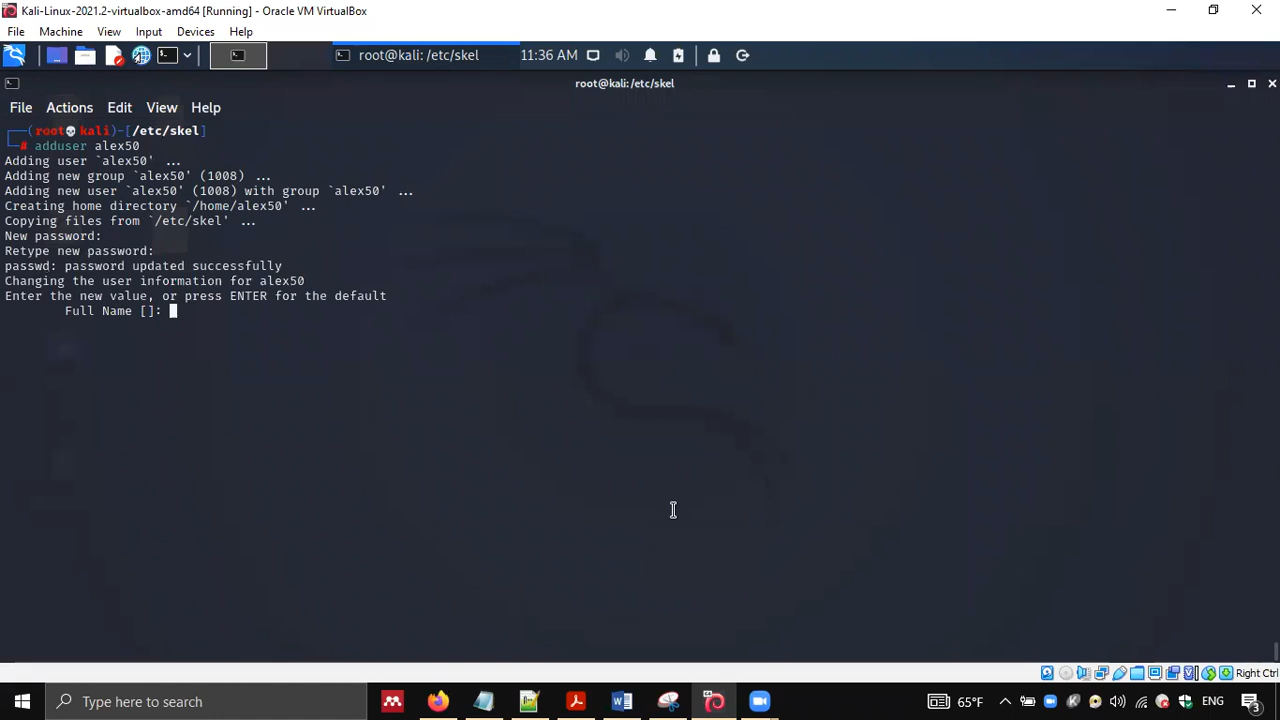 Kali-Linux-2021.2-virtualbox-amd64 [Running] - Oracle VM VirtualBox
File Machine View Input Devices Help
root@kali: /etc/skel 11:36 AM
root@kali:/etc/skel
File Actions Edit View Help
┌──(root💀kali)-[/etc/skel]
└─# adduser alex50
Adding user `alex50' ...
Adding new group `alex50' (1008) ...
Adding new user `alex50' (1008) with group `alex50' ...
Creating home directory `/home/alex50' ...
Copying files from `/etc/skel' ...
New password:
Retype new password:
passwd: password updated successfully
Changing the user information for alex50
Enter the new value, or press ENTER for the default
Full Name []:
Right Ctrl
Type here to search 65°F ENG 3